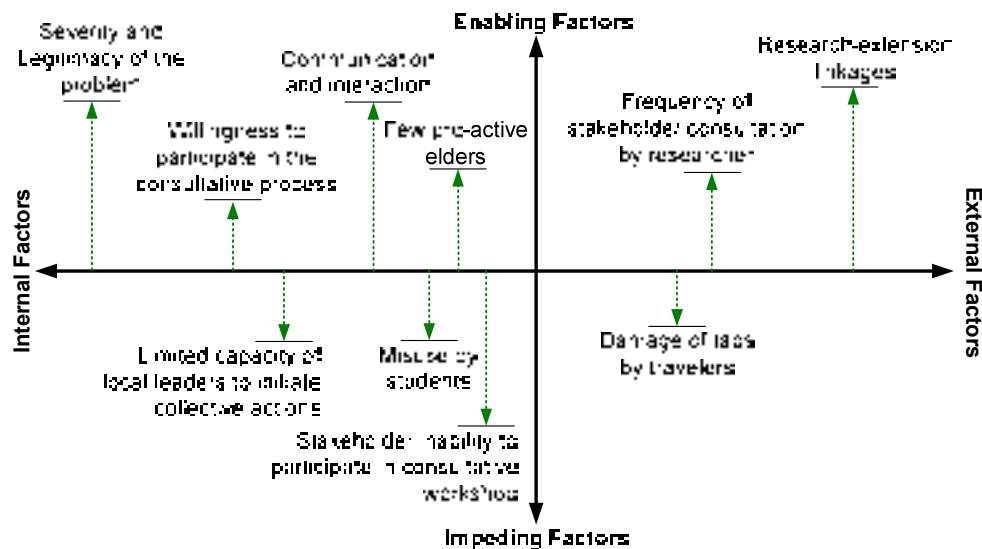 Enabling Factors
Severity and
Legitimacy of the
problem
Communication
and interaction
Research-extension
linkages
Willingness to
participate in the
consultative process
Few pro-active
elders
Frequency of
stakeholder consultation
by researcher
Internal Factors
External Factors
Limited capacity of
local leaders to initiate
collective actions
Misuse by
students
Damage of taps
by travelers
Stakeholder inability to
participate in consultative
workshop
Impeding Factors